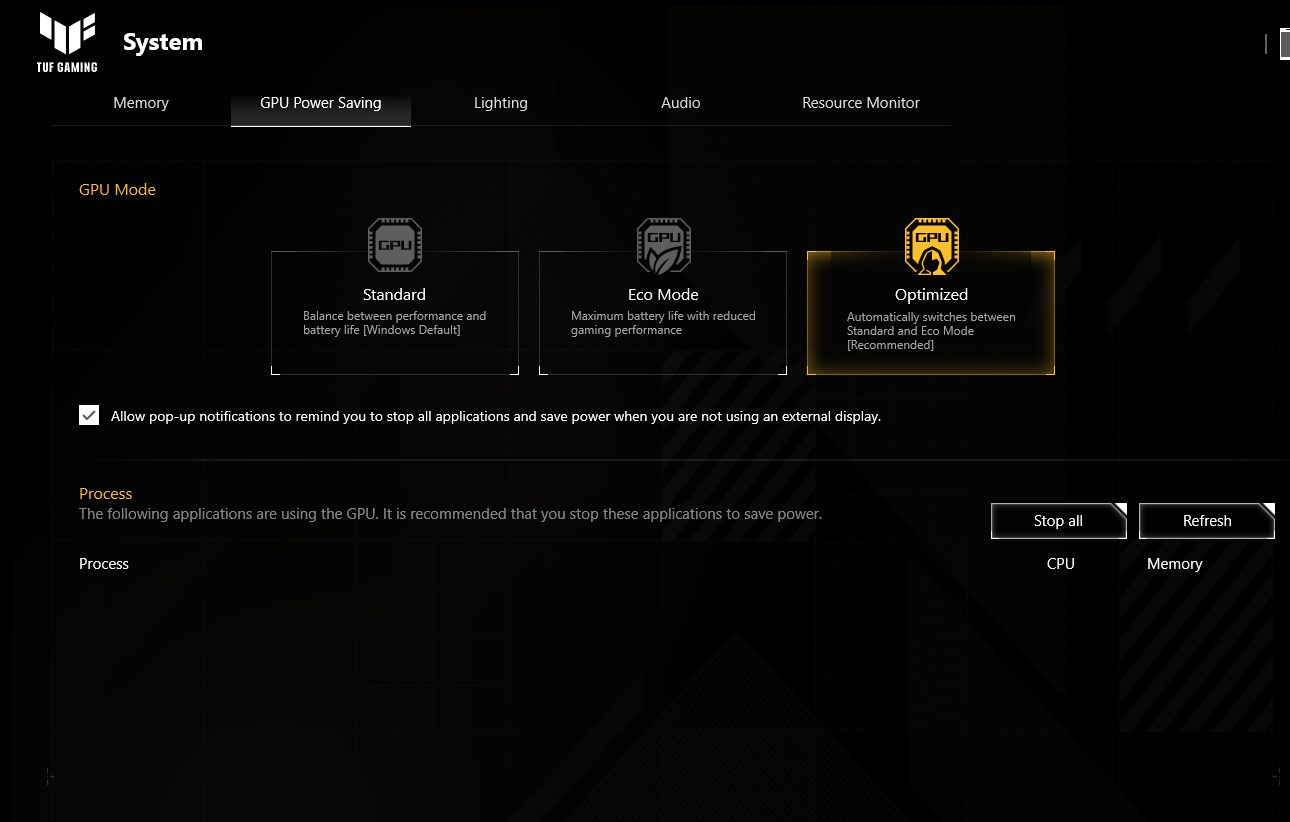 TUF GAMING
System
Memory
GPU Power Saving
Lighting
Audio
Resource Monitor
GPU Mode
GPU
GPU
GPU
Standard
Balance between performance and
battery life [Windows Default]
Eco Mode
Maximum battery life with reduced
gaming performance
Optimized
Automatically switches between
Standard and Eco Mode
[Recommended]
Allow pop-up notifications to remind you to stop all applications and save power when you are not using an external display.
Process
The following applications are using the GPU. It is recommended that you stop these applications to save power.
Stop all
Refresh
Process
CPU
Memory